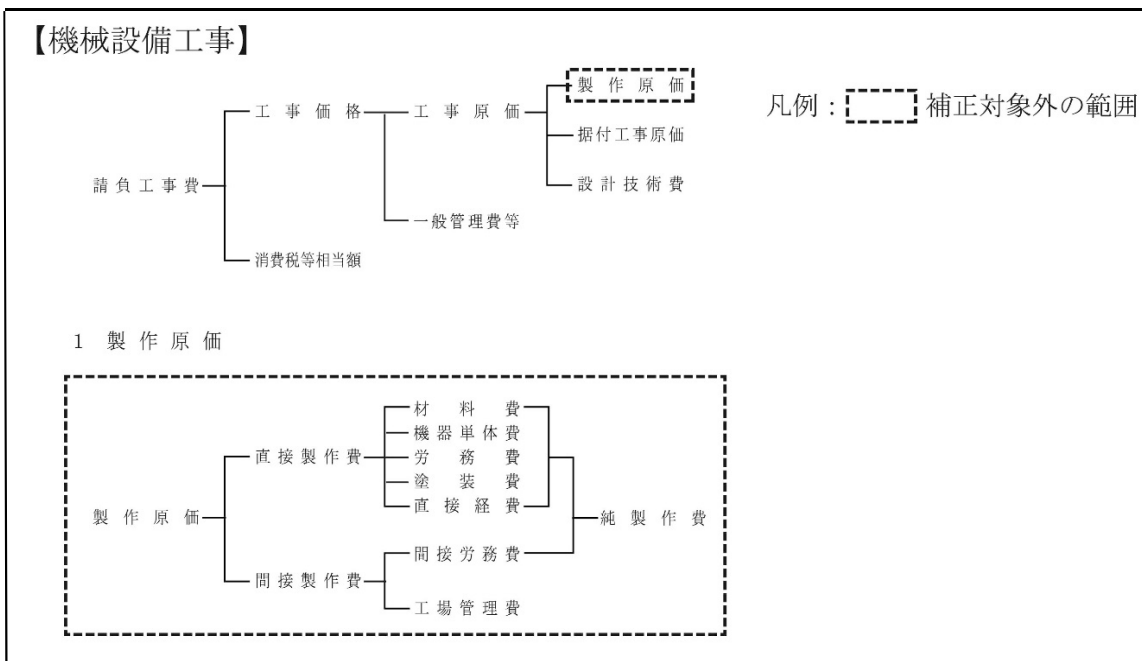 【機械設備工事】
製作原価
凡例：補正対象外の範囲
工事価格
工事原価
据付工事原価
請負工事費
設計技術費
一般管理費等
消費税等相当額
1 製作原価
材料費
機器単体費
直接製作費
労務費
塗装費
直接経費
製作原価
純製作費
間接労務費
間接製作費
工場管理費